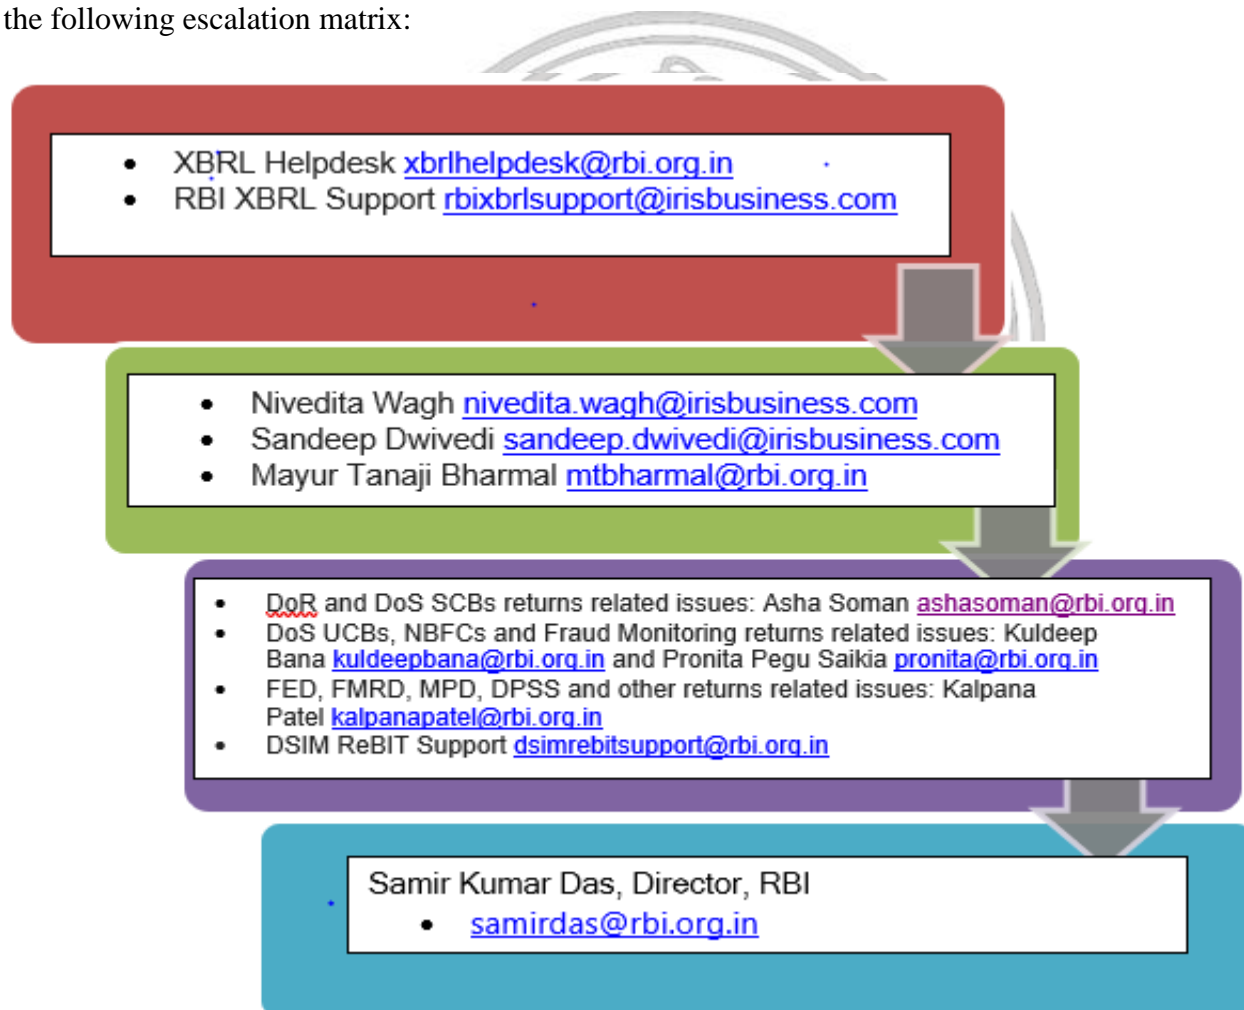 the following escalation matrix:
• XBRL Helpdesk xbrlhelpdesk@rbi.org.in
• RBI XBRL Support rbixbrlsupport@irisbusiness.com
• Nivedita Wagh nivedita.wagh@irisbusiness.com
• Sandeep Dwivedi sandeep.dwivedi@irisbusiness.com
• Mayur Tanaji Bharmal mtbharmal@rbi.org.in
• DoR and DoS SCBs returns related issues: Asha Soman ashasoman@rbi.org.in
• DoS UCBs, NBFCs and Fraud Monitoring returns related issues: Kuldeep
Bana kuldeepbana@rbi.org.in and Pronita Pegu Saikia pronita@rbi.org.in
• FED, FMRD, MPD, DPSS and other returns related issues: Kalpana
Patel kalpanapatel@rbi.org.in
• DSIM ReBIT Support dsimrebitsupport@rbi.org.in
Samir Kumar Das, Director, RBI
• samirdas@rbi.org.in